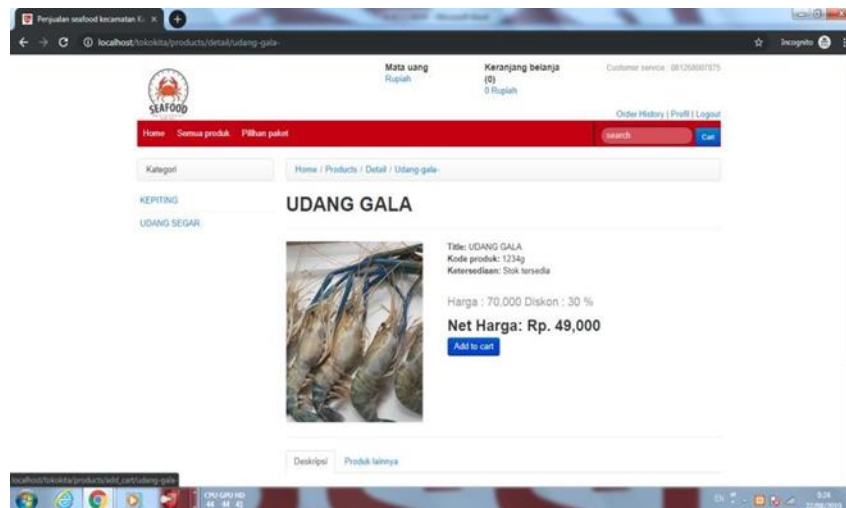 Penjualan seafood kecamatan K
localhost/tokokita/products/detail/udang-gala-
Incognito
SEAFOOD
Mata uang
Rupiah
Keranjang belanja
(0)
0 Rupiah
Customer service : 081268087875
Order History | Profil | Logout
Home Semua produk Pilihan paket
search
Cari
Kategori
KEPITING
UDANG SEGAR
Home / Products / Detail / Udang-gala-
UDANG GALA
Title: UDANG GALA
Kode produk: 1234g
Ketersediaan: Stok tersedia
Harga : 70,000 Diskon : 30 %
Net Harga: Rp. 49,000
Add to cart
Deskripsi Produk lainnya
localhost/tokokita/products/add_cart/udang-gala-
CPU GPU HD
EN